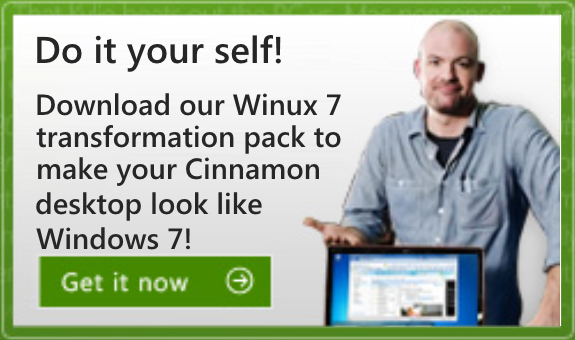 Do it your self!
Download our Winux 7
transformation pack to
make your Cinnamon
desktop look like
Windows 7!
Get it now